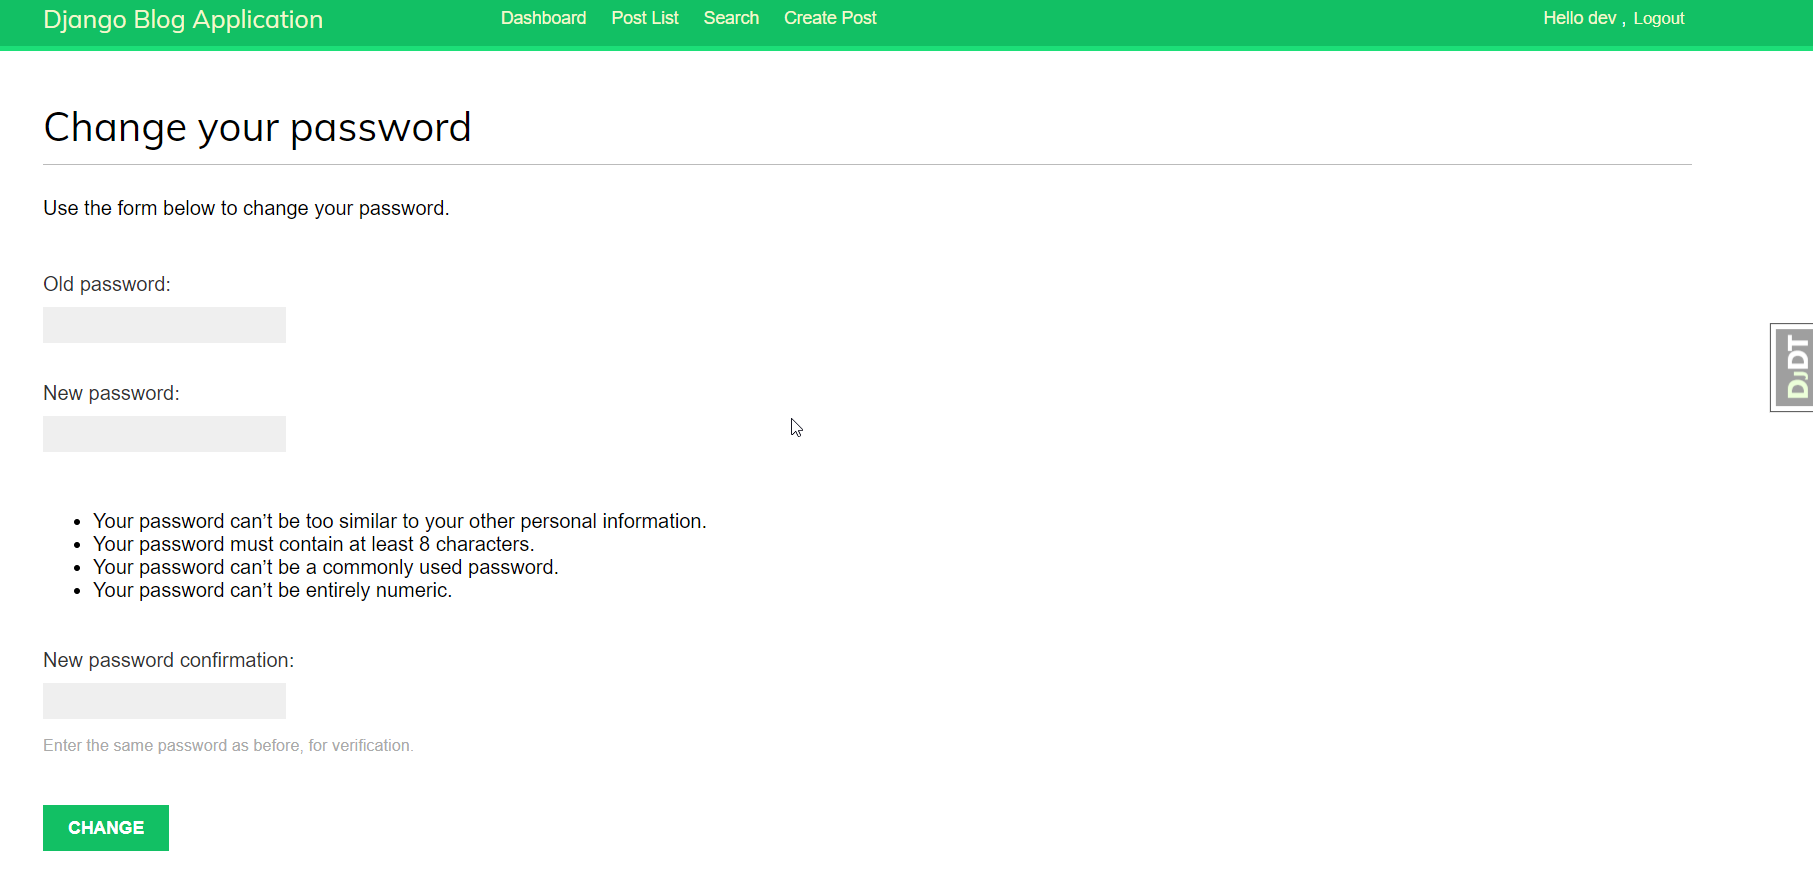 Django Blog Application
Dashboard Post List Search Create Post
Hello dev , Logout
Change your password
Use the form below to change your password.
Old password:
New password:
Your password can’t be too similar to your other personal information.
Your password must contain at least 8 characters.
Your password can’t be a commonly used password.
Your password can’t be entirely numeric.
New password confirmation:
Enter the same password as before, for verification.
CHANGE
DJDT